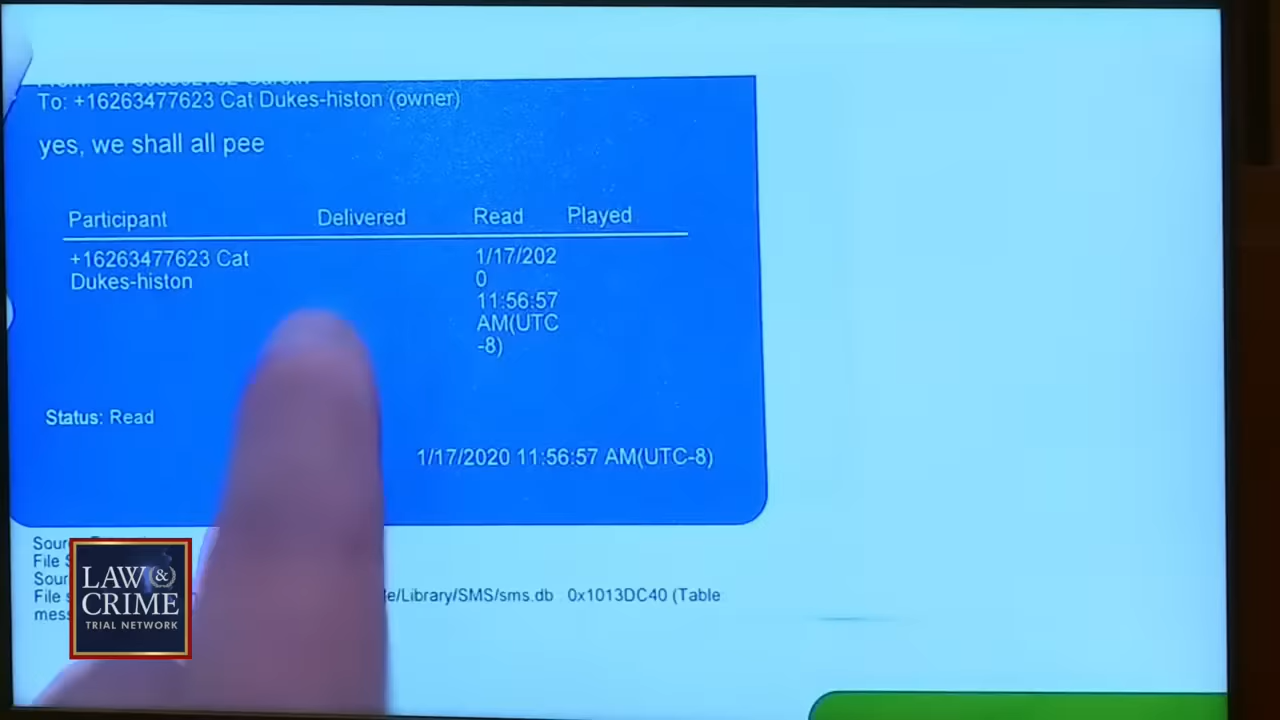 To: +16263477623 Cat Dukes-histon (owner)
yes, we shall all pee
Participant Delivered Read Played
+16263477623 Cat
Dukes-histon
1/17/202
0
11:56:57
AM(UTC
-8)
Status: Read
1/17/2020 11:56:57 AM(UTC-8)
File
/Library/SMS/sms.db 0x1013DC40 (Table
LAW &
CRIME
TRIAL NETWORK